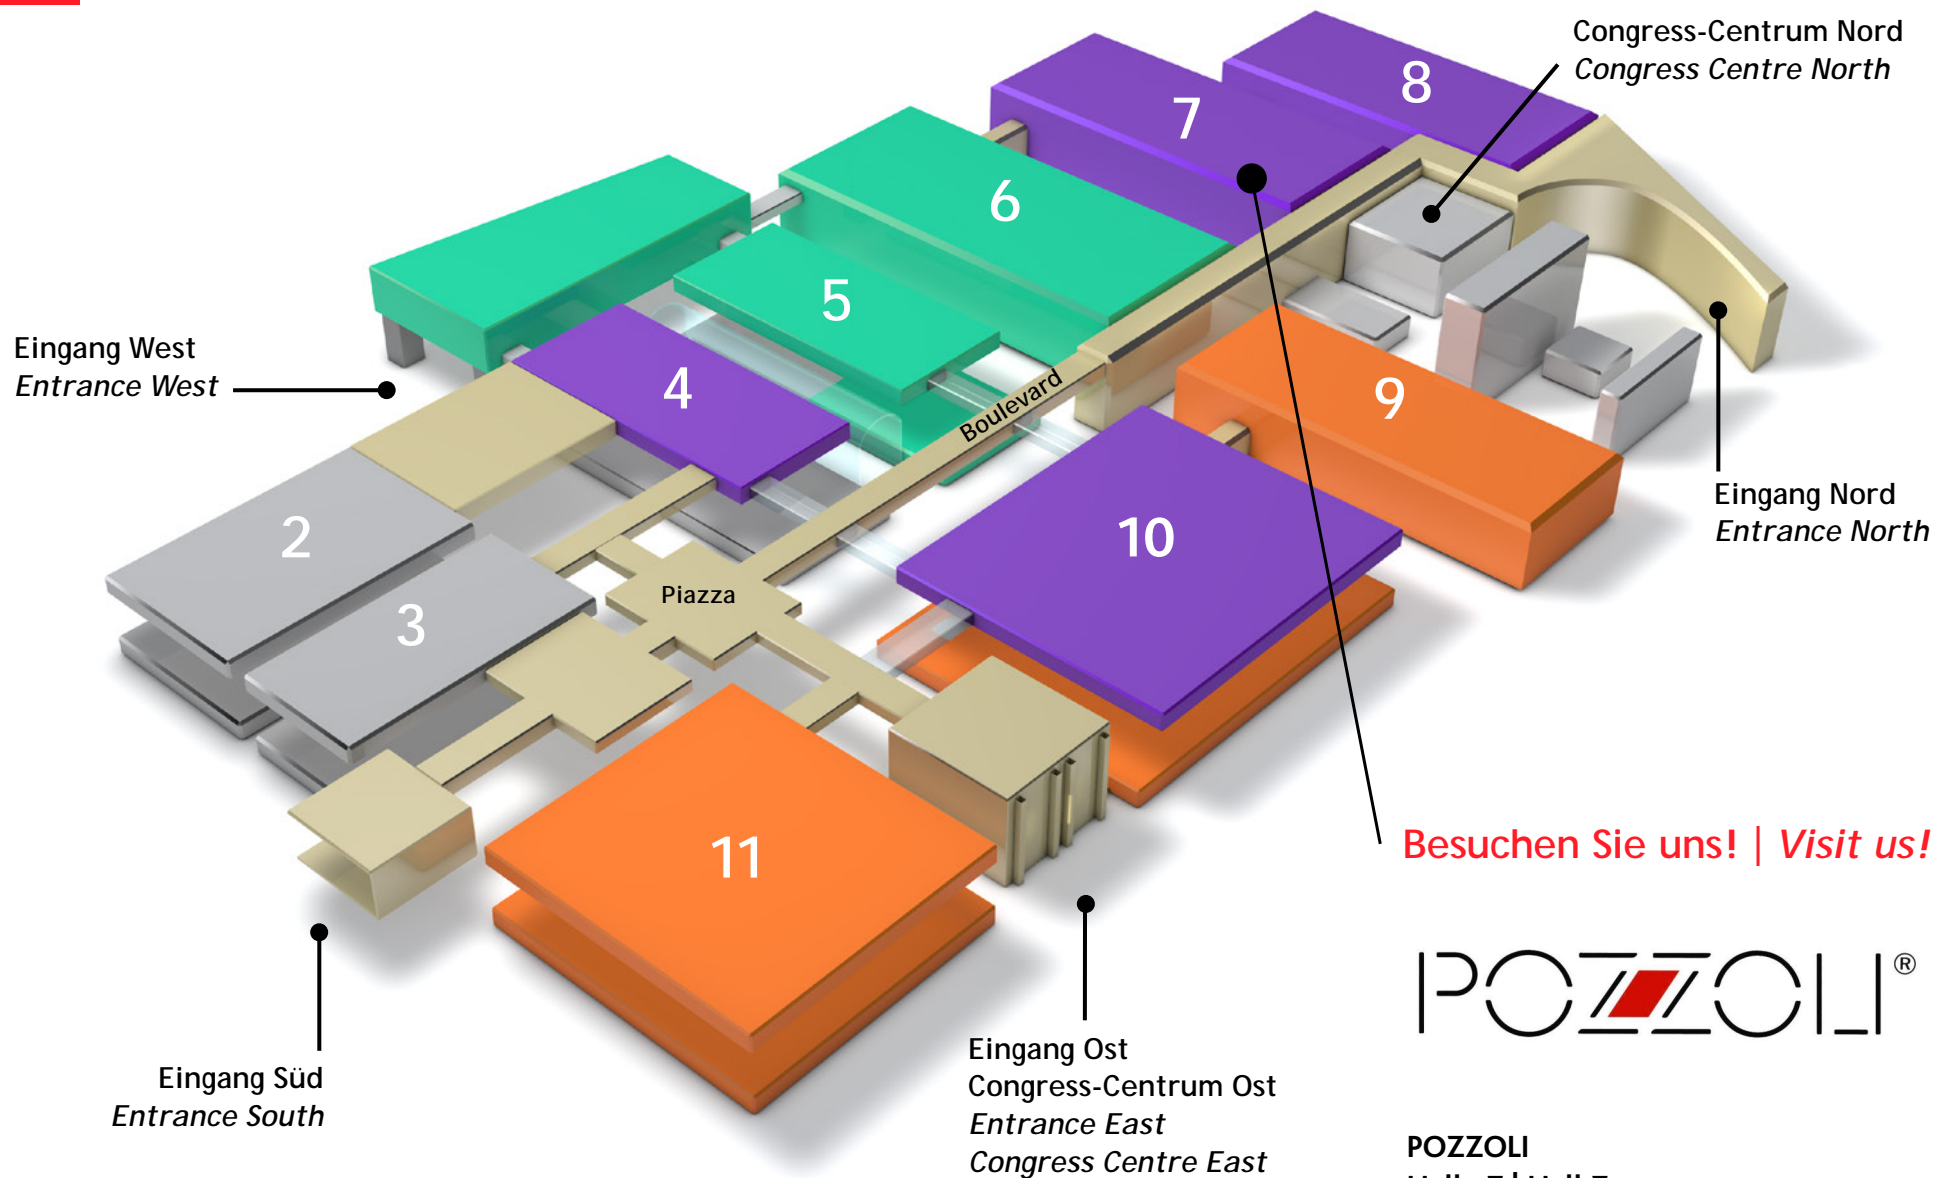 Congress-Centrum Nord
Congress Centre North
8
7
6
5
Eingang West
Entrance West
4
9
Boulevard
Eingang Nord
Entrance North
2
10
3
Piazza
11
Besuchen Sie uns! | Visit us!
POZZOLI®
Eingang Süd
Entrance South
Eingang Ost
Congress-Centrum Ost
Entrance East
Congress Centre East
POZZOLI